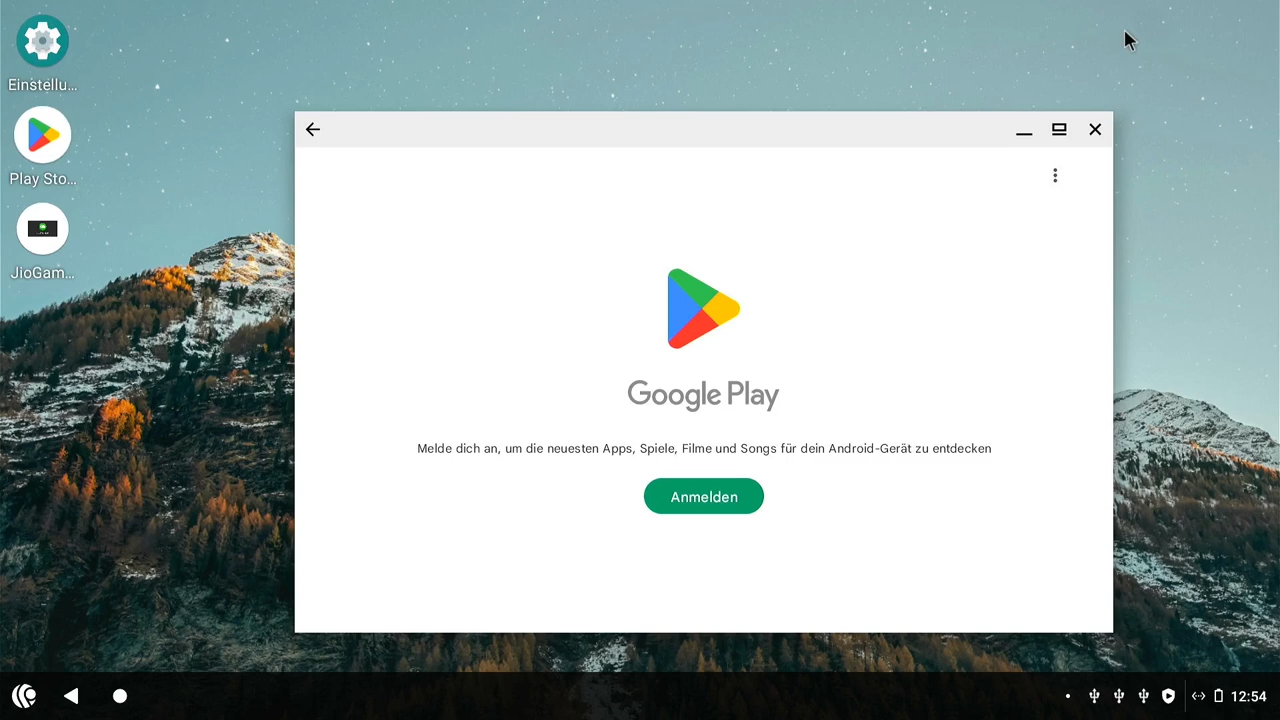 Einstellu...
Play Sto...
JioGam...
Google Play
Melde dich an, um die neuesten Apps, Spiele, Filme und Songs für dein Android-Gerät zu entdecken
Anmelden
12:54